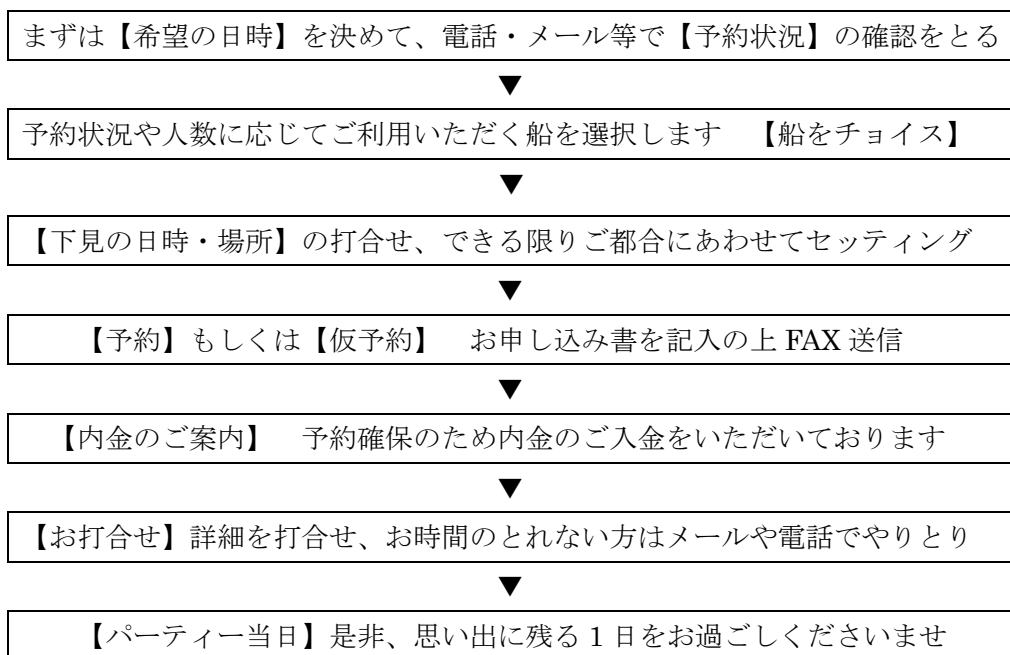 まずは【希望の日時】を決めて、電話・メール等で【予約状況】の確認をとる
▼
予約状況や人数に応じてご利用いただく船を選択します　【船をチョイス】
▼
【下見の日時・場所】の打合せ、できる限りご都合にあわせてセッティング
▼
【予約】もしくは【仮予約】　お申し込み書を記入の上 FAX 送信
▼
【内金のご案内】　予約確保のため内金のご入金をいただいております
▼
【お打合せ】詳細を打合せ、お時間のとれない方はメールや電話でやりとり
▼
【パーティー当日】是非、思い出に残る 1 日をお過ごしくださいませ